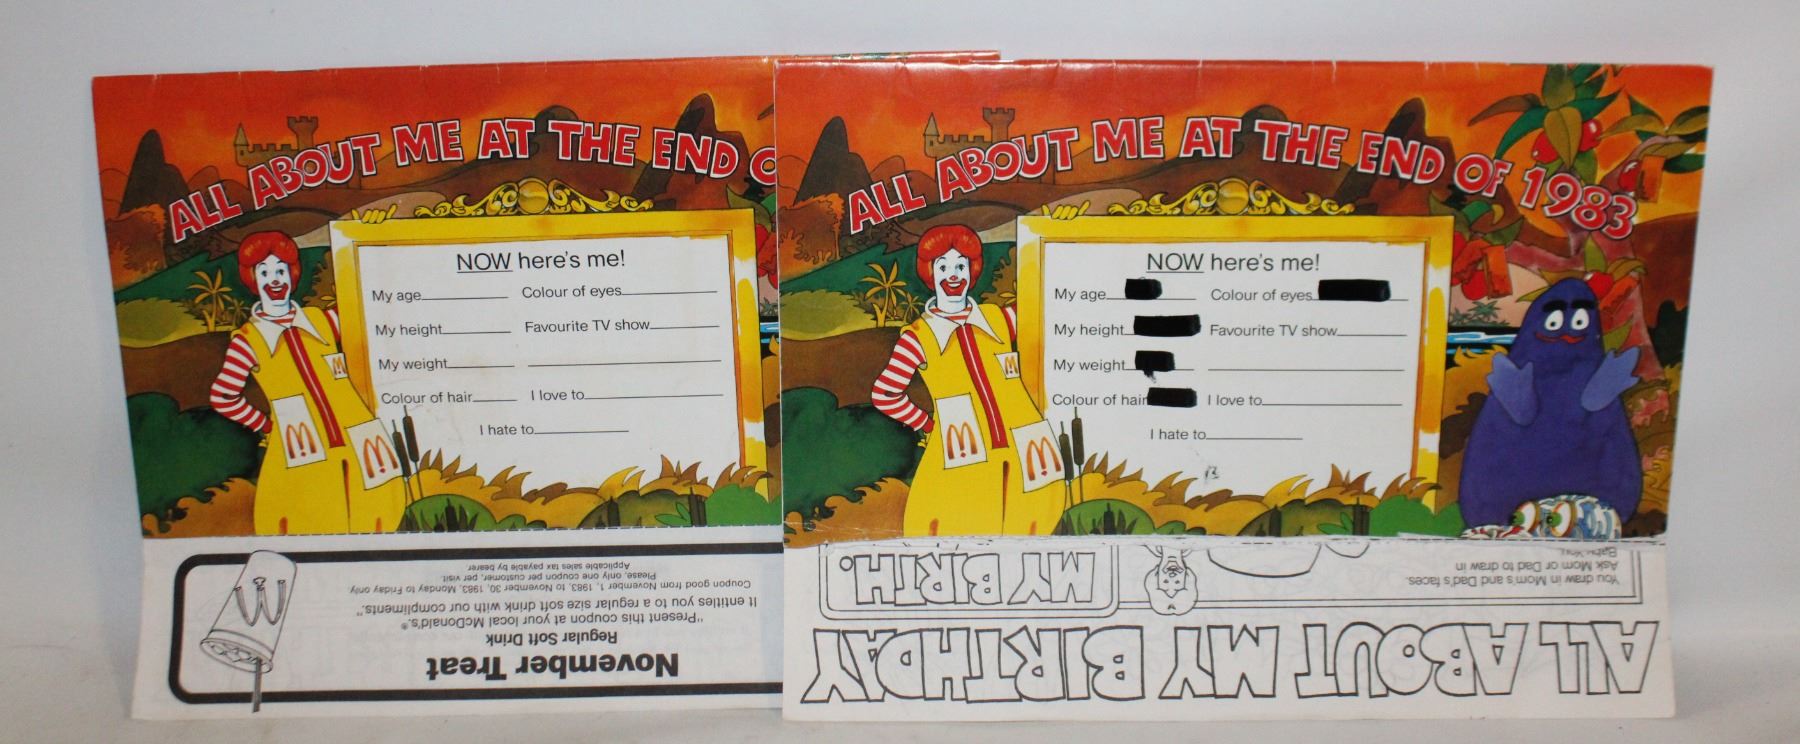 ALL ABOUT ME AT THE END O
NOW here's me!
My age Colour of eyes
My height Favourite TV show
My weight
Colour of hair I love to
I hate to
November Treat
Regular Soft Drink
"Present this coupon at your local McDonald's.®
It entitles you to a regular size soft drink with our compliments."
Coupon good from November 1, 1983, to November 30, 1983, Monday to Friday only.
Please, only one coupon per customer, per visit.
Applicable sales tax payable by bearer.
ALL ABOUT ME AT THE END OF 1983
NOW here's me!
My age Colour of eyes
My height Favourite TV show
My weight
Colour of hair I love to
I hate to
ALL ABOUT MY BIRTHDAY
MY BIRTH.
You draw in Mom's and Dad's faces.
Ask Mom or Dad to draw in
Baby You.